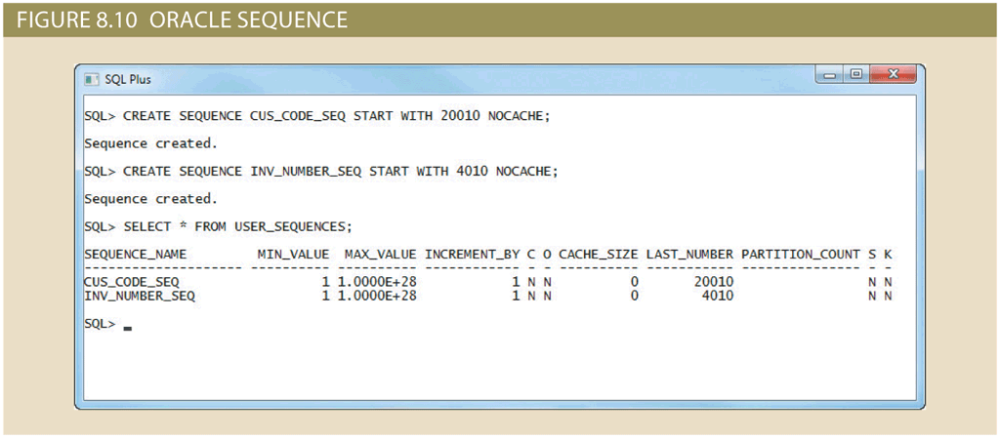 FIGURE 8.10 ORACLE SEQUENCE
SQL Plus
SQL> CREATE SEQUENCE CUS_CODE_SEQ START WITH 20010 NOCACHE;
Sequence created.
SQL> CREATE SEQUENCE INV_NUMBER_SEQ START WITH 4010 NOCACHE;
Sequence created.
SQL> SELECT * FROM USER_SEQUENCES;
SEQUENCE_NAME MIN_VALUE MAX_VALUE INCREMENT_BY C O CACHE_SIZE LAST_NUMBER PARTITION_COUNT S K
-------------------- ---------- ---------- ------------ - - ---------- ----------- --------------- - -
CUS_CODE_SEQ 1 1.0000E+28 1 N N 0 20010 N N
INV_NUMBER_SEQ 1 1.0000E+28 1 N N 0 4010 N N
SQL> _